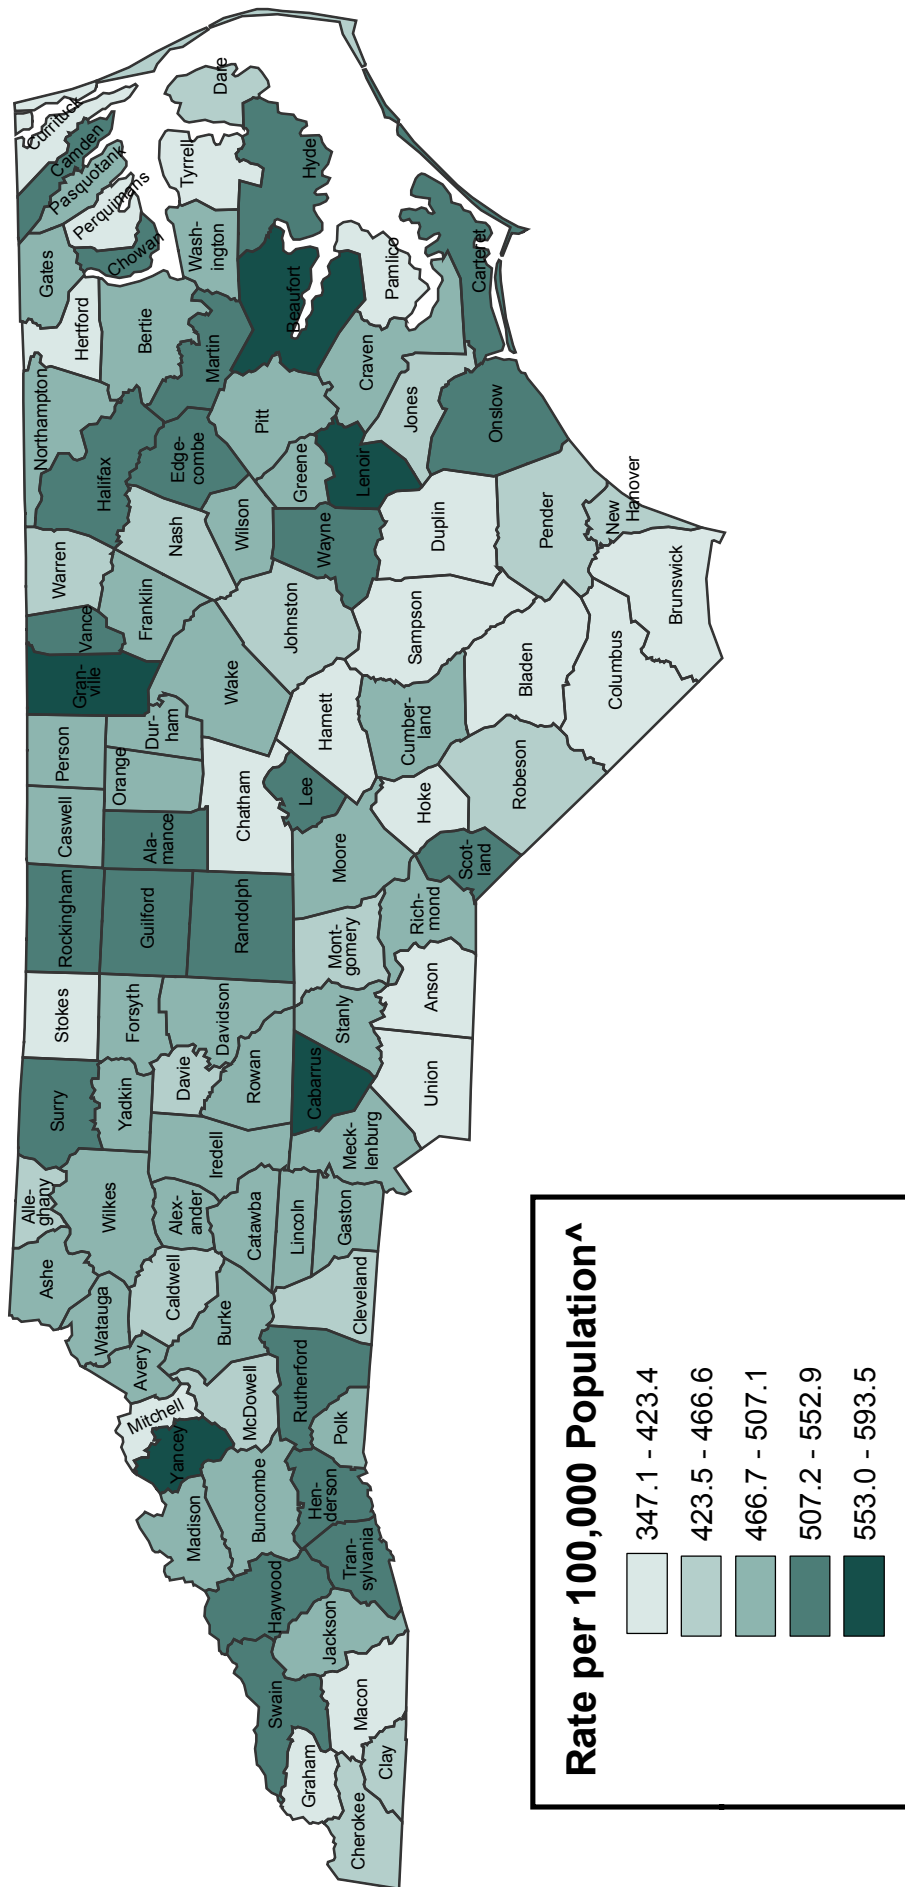 Cherokee
Graham
Clay
Macon
Swain
Jackson
Haywood
Tran-
sylvania
Madison
Buncombe
Hen-
derson
Yancey
Mitchell
McDowell
Polk
Rutherford
Avery
Watauga
Burke
Caldwell
Cleveland
Ashe
Alle-
ghany
Wilkes
Alex-
ander
Catawba
Lincoln
Gaston
Surry
Yadkin
Iredell
Davie
Rowan
Meck-
lenburg
Cabarrus
Union
Stokes
Forsyth
Davidson
Stanly
Anson
Rockingham
Guilford
Randolph
Mont-
gomery
Rich-
mond
Caswell
Ala-
mance
Chatham
Moore
Lee
Hoke
Scot-
land
Person
Orange
Dur-
ham
Gran-
ville
Vance
Wake
Harnett
Cumber-
land
Robeson
Warren
Franklin
Johnston
Sampson
Bladen
Columbus
Brunswick
Northampton
Halifax
Nash
Edge-
combe
Wilson
Wayne
Greene
Lenoir
Duplin
Pender
New
Hanover
Hertford
Bertie
Martin
Pitt
Craven
Jones
Onslow
Gates
Chowan
Perquimans
Pasquotank
Camden
Currituck
Wash-
ington
Tyrrell
Dare
Beaufort
Hyde
Pamlico
Carteret
Rate per 100,000 Population^
347.1 - 423.4
423.5 - 466.6
466.7 - 507.1
507.2 - 552.9
553.0 - 593.5